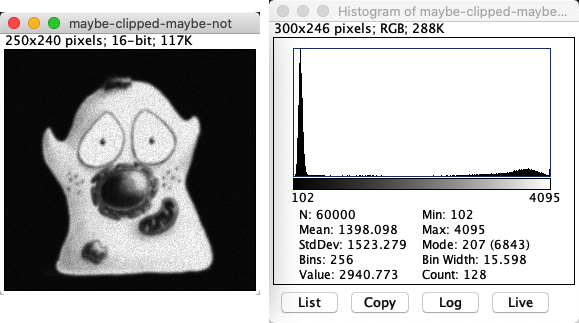 maybe-clipped-maybe-not
250x240 pixels; 16-bit; 117K
Histogram of maybe-clipped-maybe...
300x246 pixels; RGB; 288K
102 4095
N: 60000 Min: 102
Mean: 1398.098 Max: 4095
StdDev: 1523.279 Mode: 207 (6843)
Bins: 256 Bin Width: 15.598
Value: 2940.773 Count: 128
List Copy Log Live